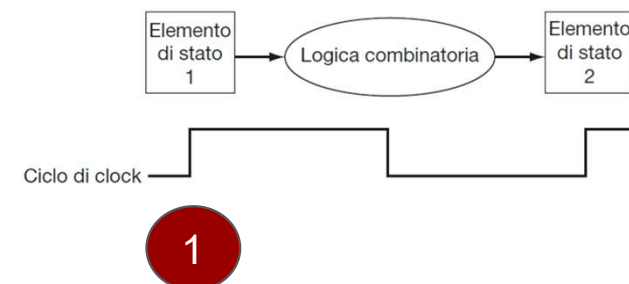 Elemento
di stato
1
Logica combinatoria
Elemento
di stato
2
Ciclo di clock
1